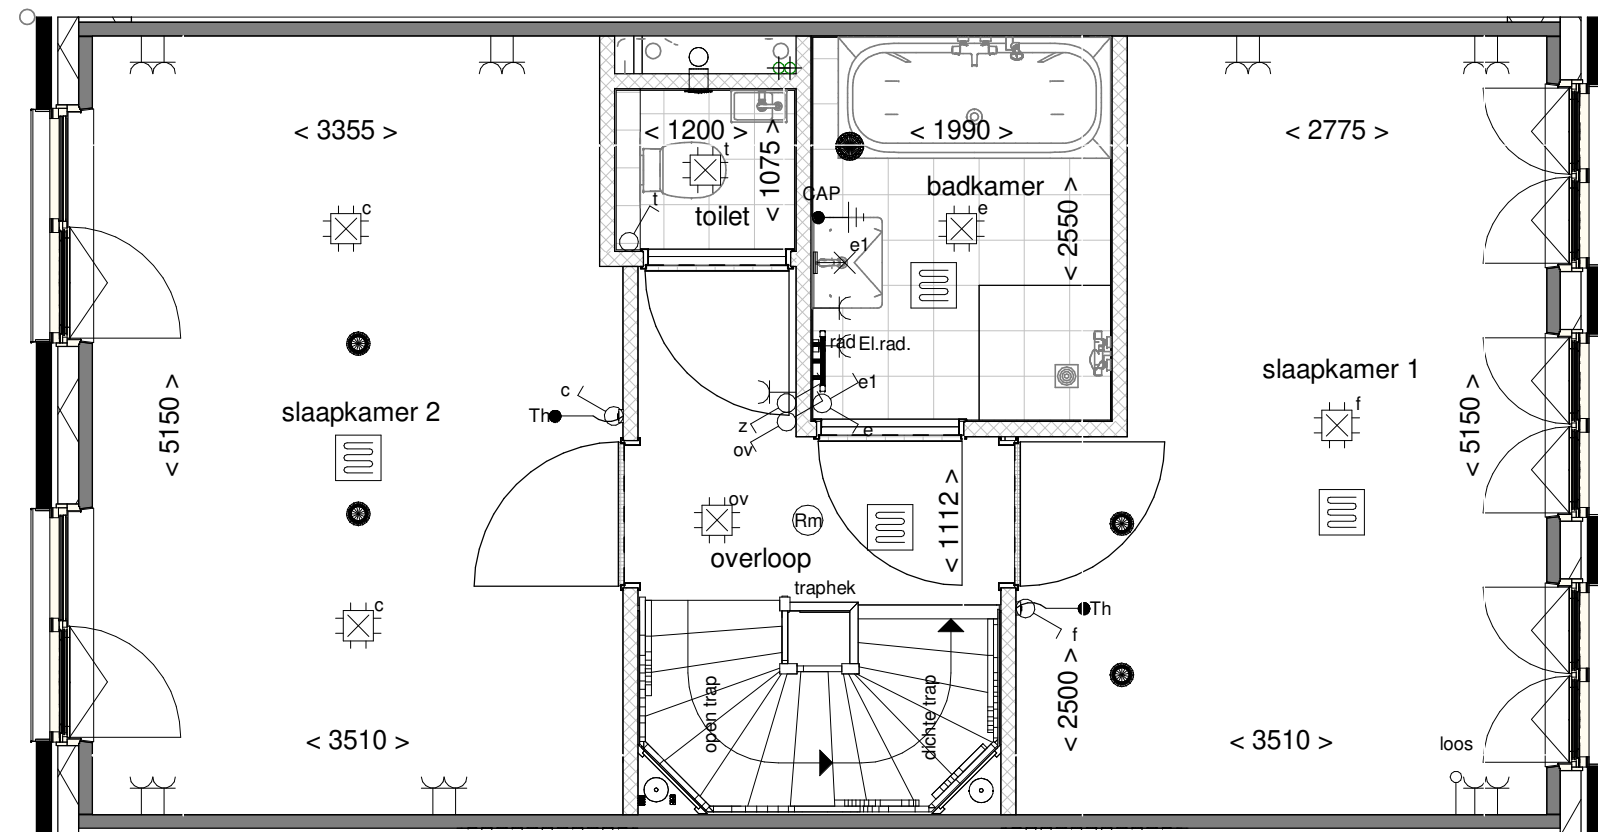 < 3355 >
< 1200 >
< 1990 >
< 2775 >
t
< 1075 >
badkamer
CAP
t
toilet
c
e
< 2550 >
e1
rad
El.rad.
slaapkamer 1
e1
c
Th
slaapkamer 2
< 5150 >
z
ov
e
f
< 5150 >
ov
Rm
< 1112 >
overloop
traphek
c
Th
f
open trap
dichte trap
< 2500 >
< 3510 >
< 3510 >
loos